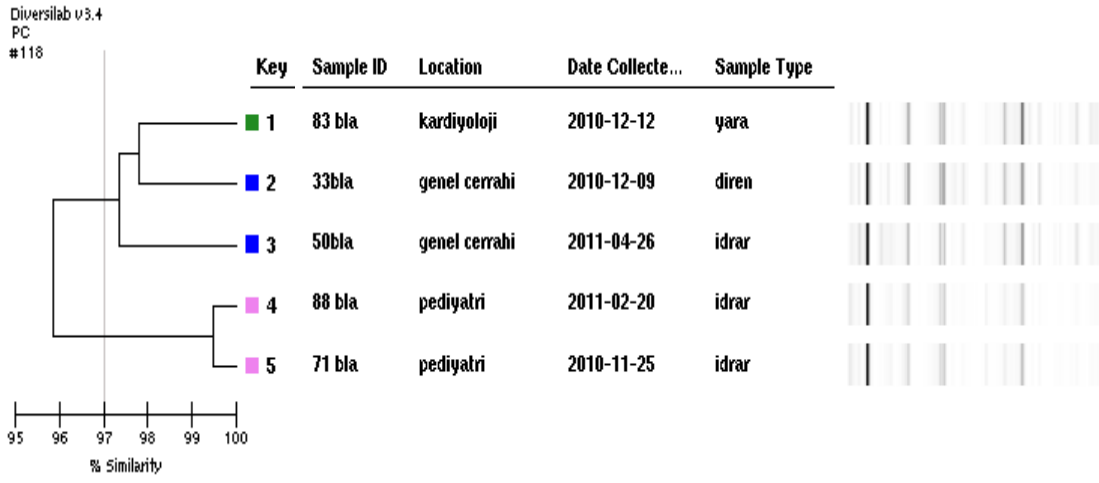 Diversilab v3.4
PC
#118
Key Sample ID Location Date Collecte... Sample Type
1 83 bla kardiyoloji 2010-12-12 yara
2 33bla genel cerrahi 2010-12-09 diren
3 50bla genel cerrahi 2011-04-26 idrar
4 88 bla pediyatri 2011-02-20 idrar
5 71 bla pediyatri 2010-11-25 idrar
95 96 97 98 99 100
% Similarity